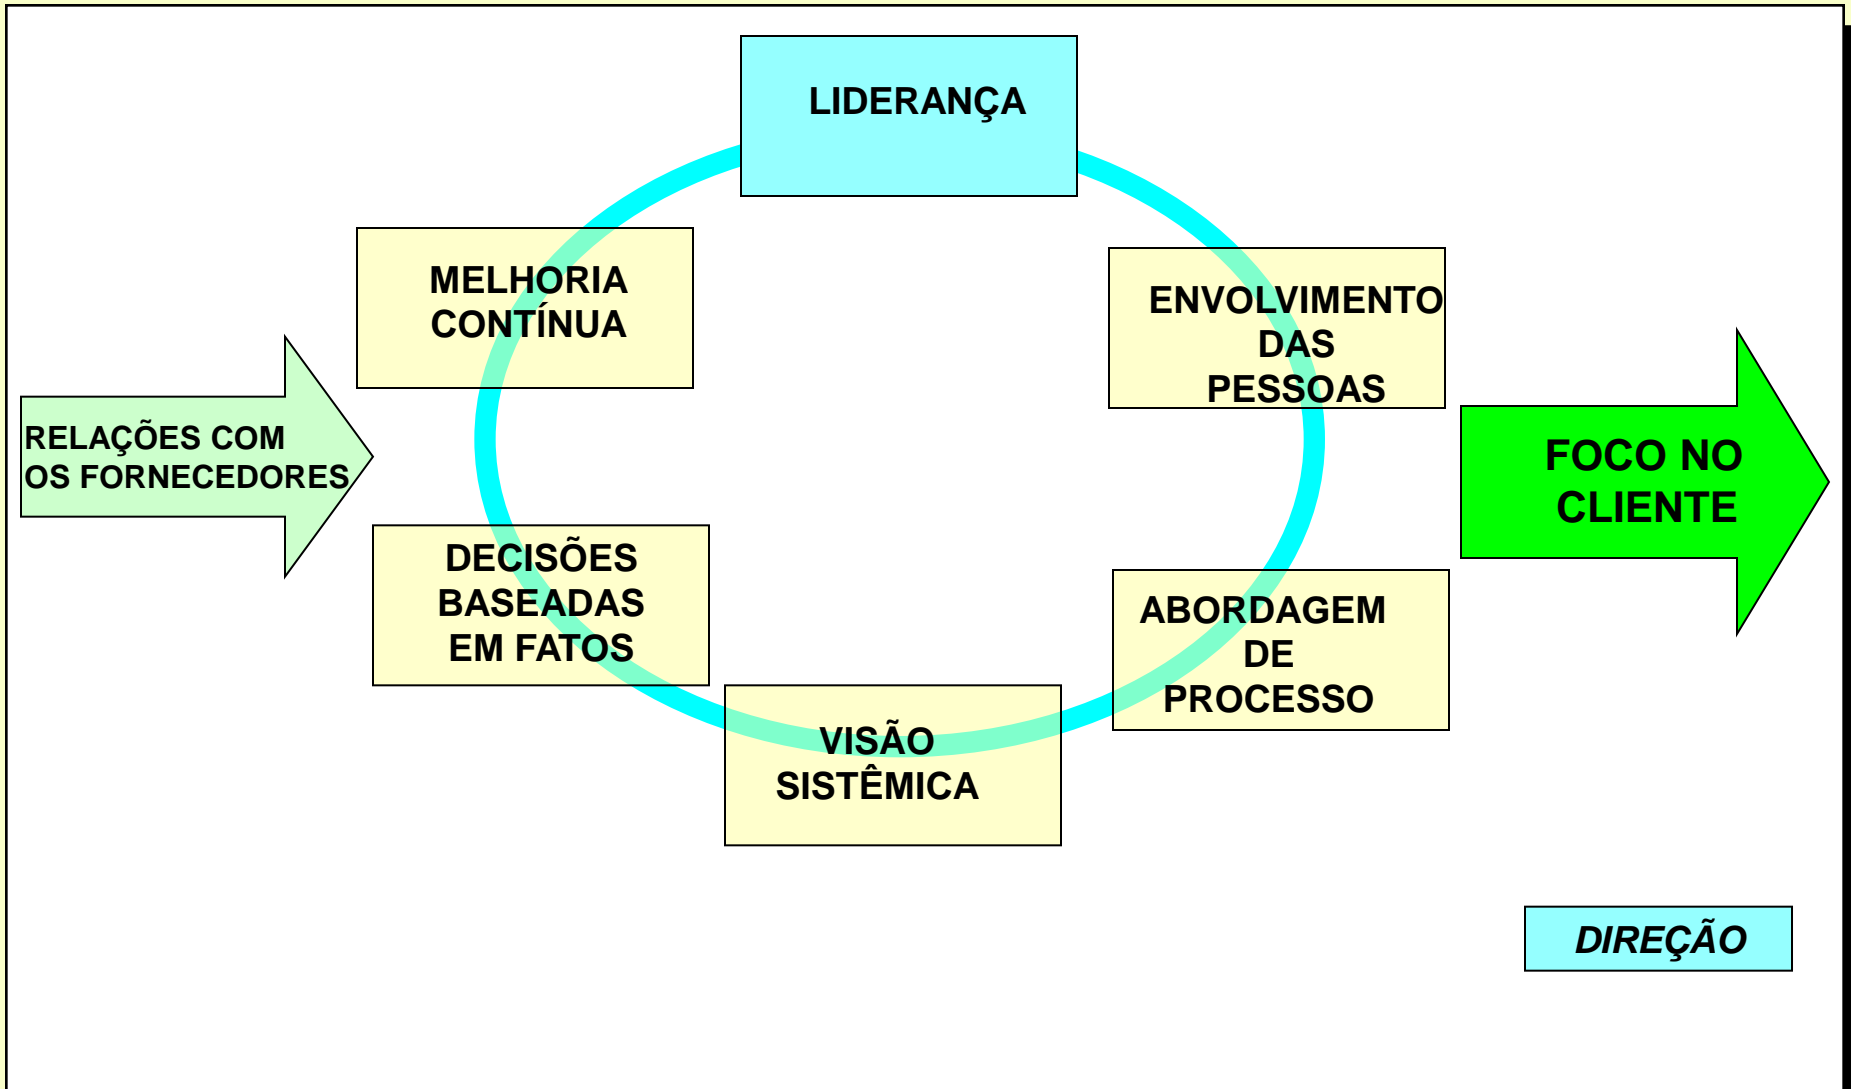 LIDERANÇA
MELHORIA
CONTÍNUA
ENVOLVIMENTO
DAS
PESSOAS
RELAÇÕES COM
OS FORNECEDORES
FOCO NO
CLIENTE
DECISÕES
BASEADAS
EM FATOS
ABORDAGEM
DE
PROCESSO
VISÃO
SISTÊMICA
DIREÇÃO